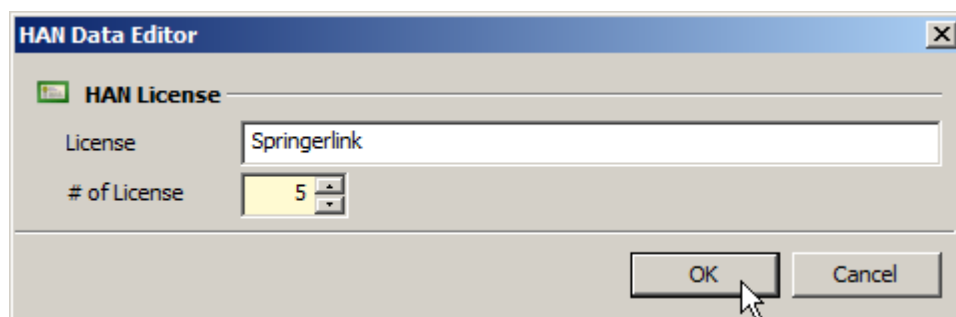 HAN Data Editor
HAN License
License Springerlink
# of License 5
OK Cancel